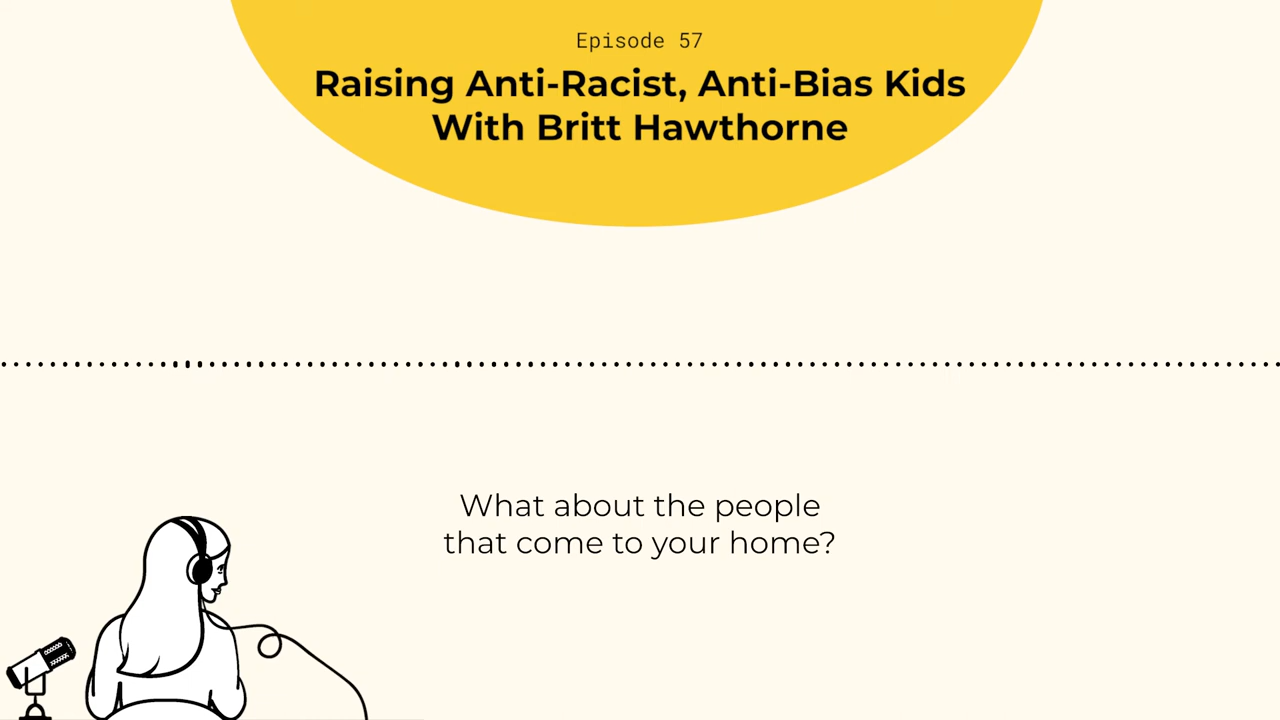 Episode 57
Raising Anti-Racist, Anti-Bias Kids
With Britt Hawthorne
What about the people
that come to your home?